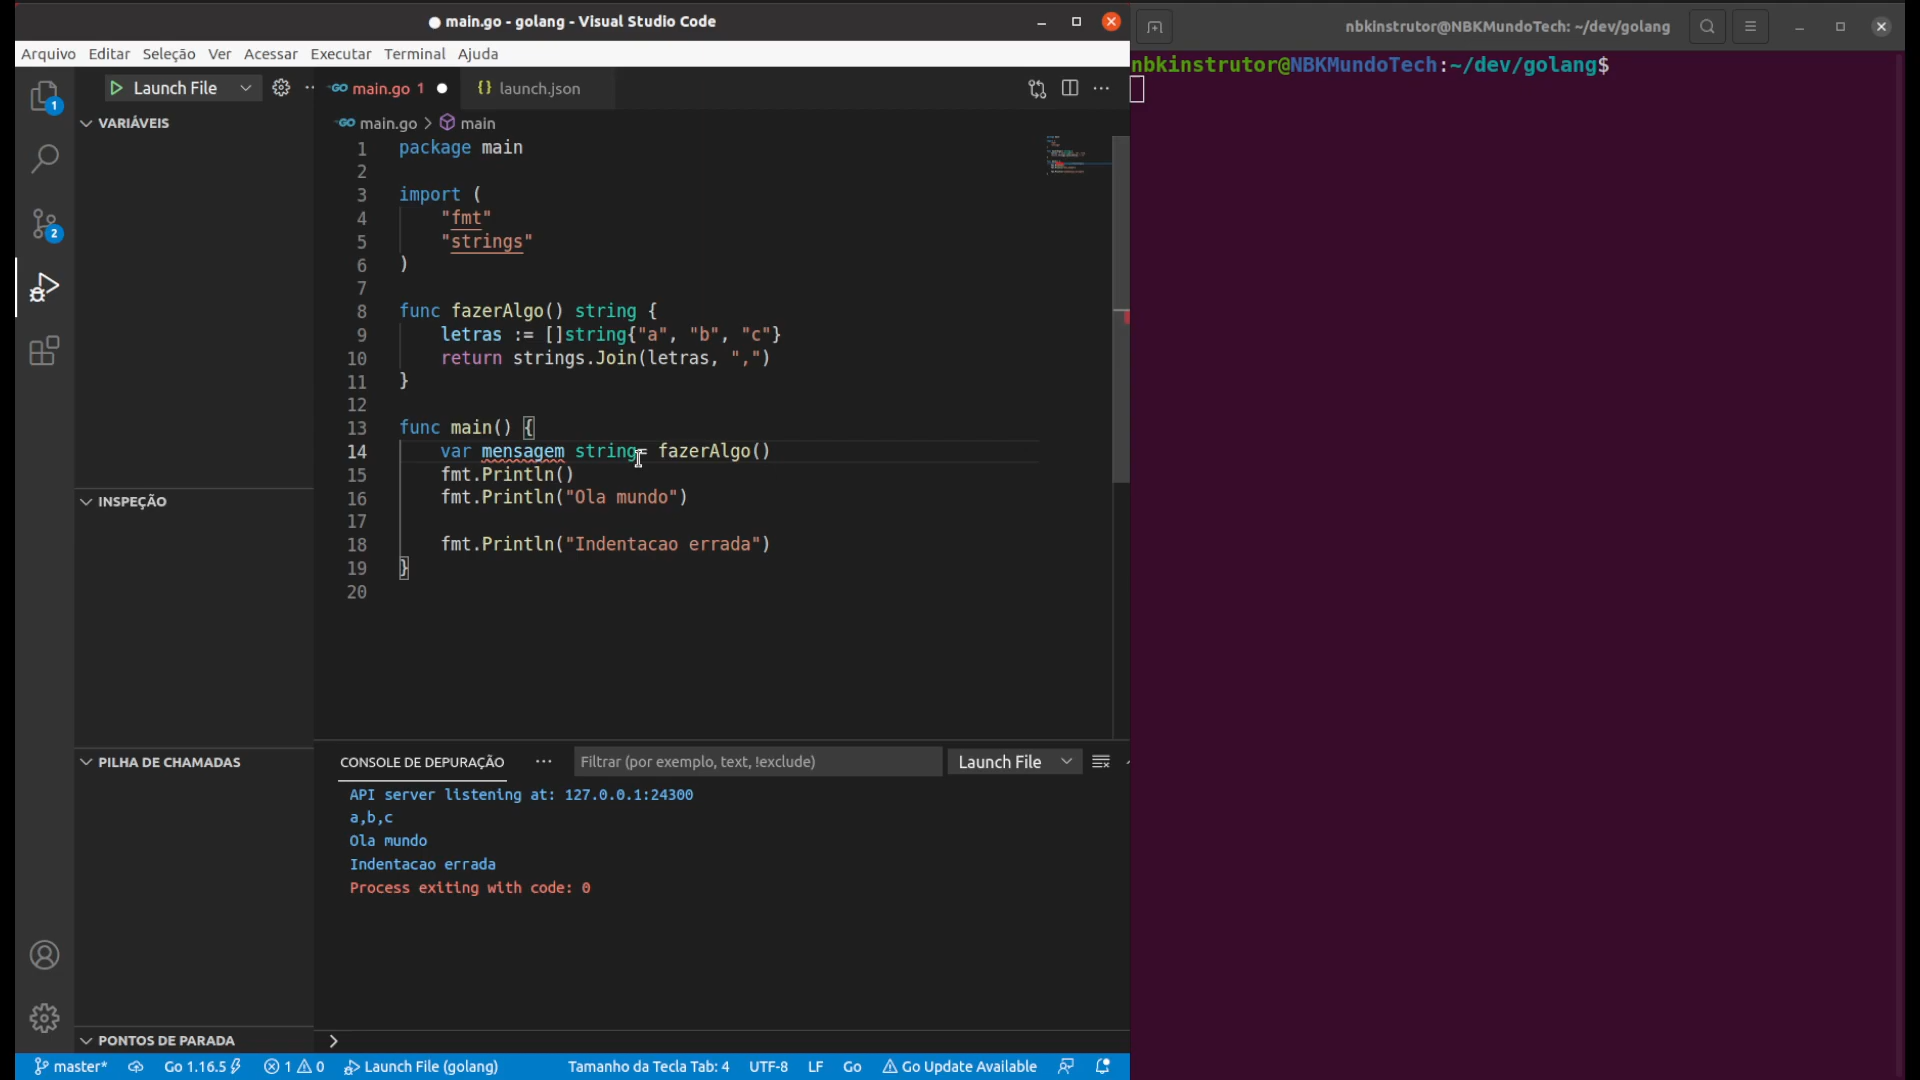 main.go - golang - Visual Studio Code
Arquivo Editar Seleção Ver Acessar Executar Terminal Ajuda
1
2
Launch File
main.go 1
{} launch.json
main.go > main
VARIÁVEIS
INSPEÇÃO
PILHA DE CHAMADAS
PONTOS DE PARADA
1 package main
2
3 import (
4 "fmt"
5 "strings"
6 )
7
8 func fazerAlgo() string {
9 letras := []string{"a", "b", "c"}
10 return strings.Join(letras, ",")
11 }
12
13 func main() {
14 var mensagem string= fazerAlgo()
15 fmt.Println()
16 fmt.Println("Ola mundo")
17
18 fmt.Println("Indentacao errada")
19 }
20
CONSOLE DE DEPURAÇÃO
Filtrar (por exemplo, text, !exclude)
Launch File
API server listening at: 127.0.0.1:24300
a,b,c
Ola mundo
Indentacao errada
Process exiting with code: 0
>
master* Go 1.16.5 1 0 Launch File (golang) Tamanho da Tecla Tab: 4 UTF-8 LF Go Go Update Available
nbkinstrutor@NBKMundoTech: ~/dev/golang
nbkinstrutor@NBKMundoTech:~/dev/golang$